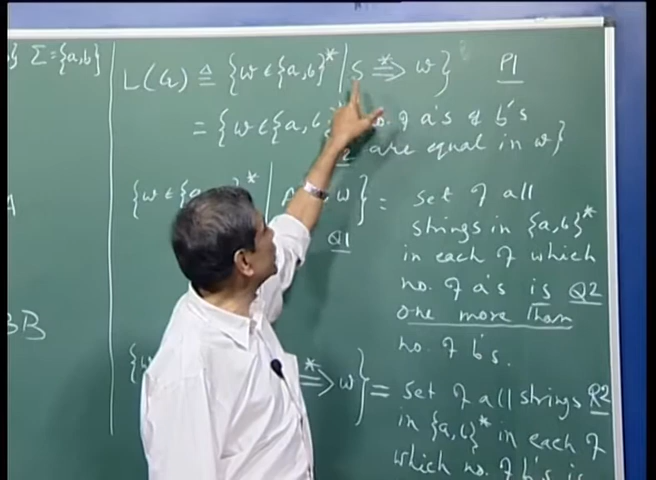 } Σ={a,b}
L(G) ≜ {w ∈ {a,b}* | S ⇒* w} P1
= {w ∈ {a,b no. of a's & b's
2 are equal in w}
{w ∈ {a | A w} = set of all
strings in {a,b}*
Q1 in each of which
no. of a's is Q2
one more than
no. of b's.
BB
{w ⇒* w} = set of all strings R2
in {a,b}* in each of
which no. of b's is